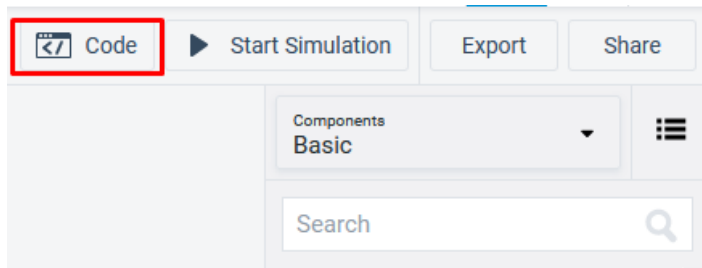 Code Start Simulation Export Share
Components
Basic
Search